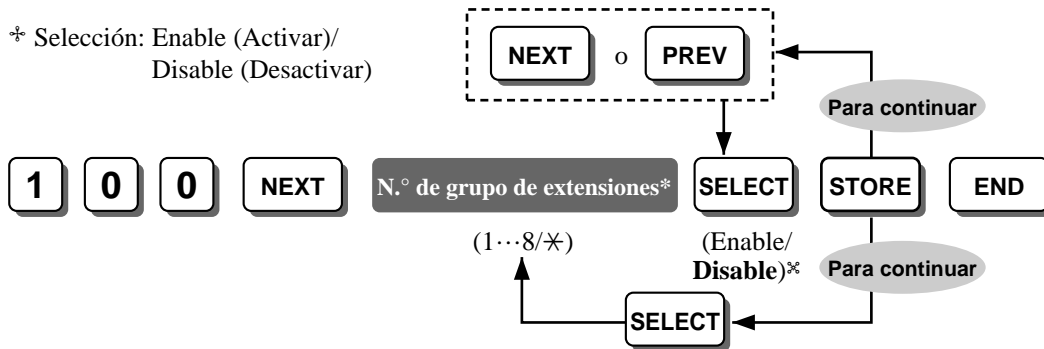 ✢ Selección: Enable (Activar)/
Disable (Desactivar)
NEXT o PREV
Para continuar
1 0 0 NEXT N.° de grupo de extensiones* SELECT STORE END
(1···8/✳) (Enable/
Disable)✼
Para continuar
SELECT